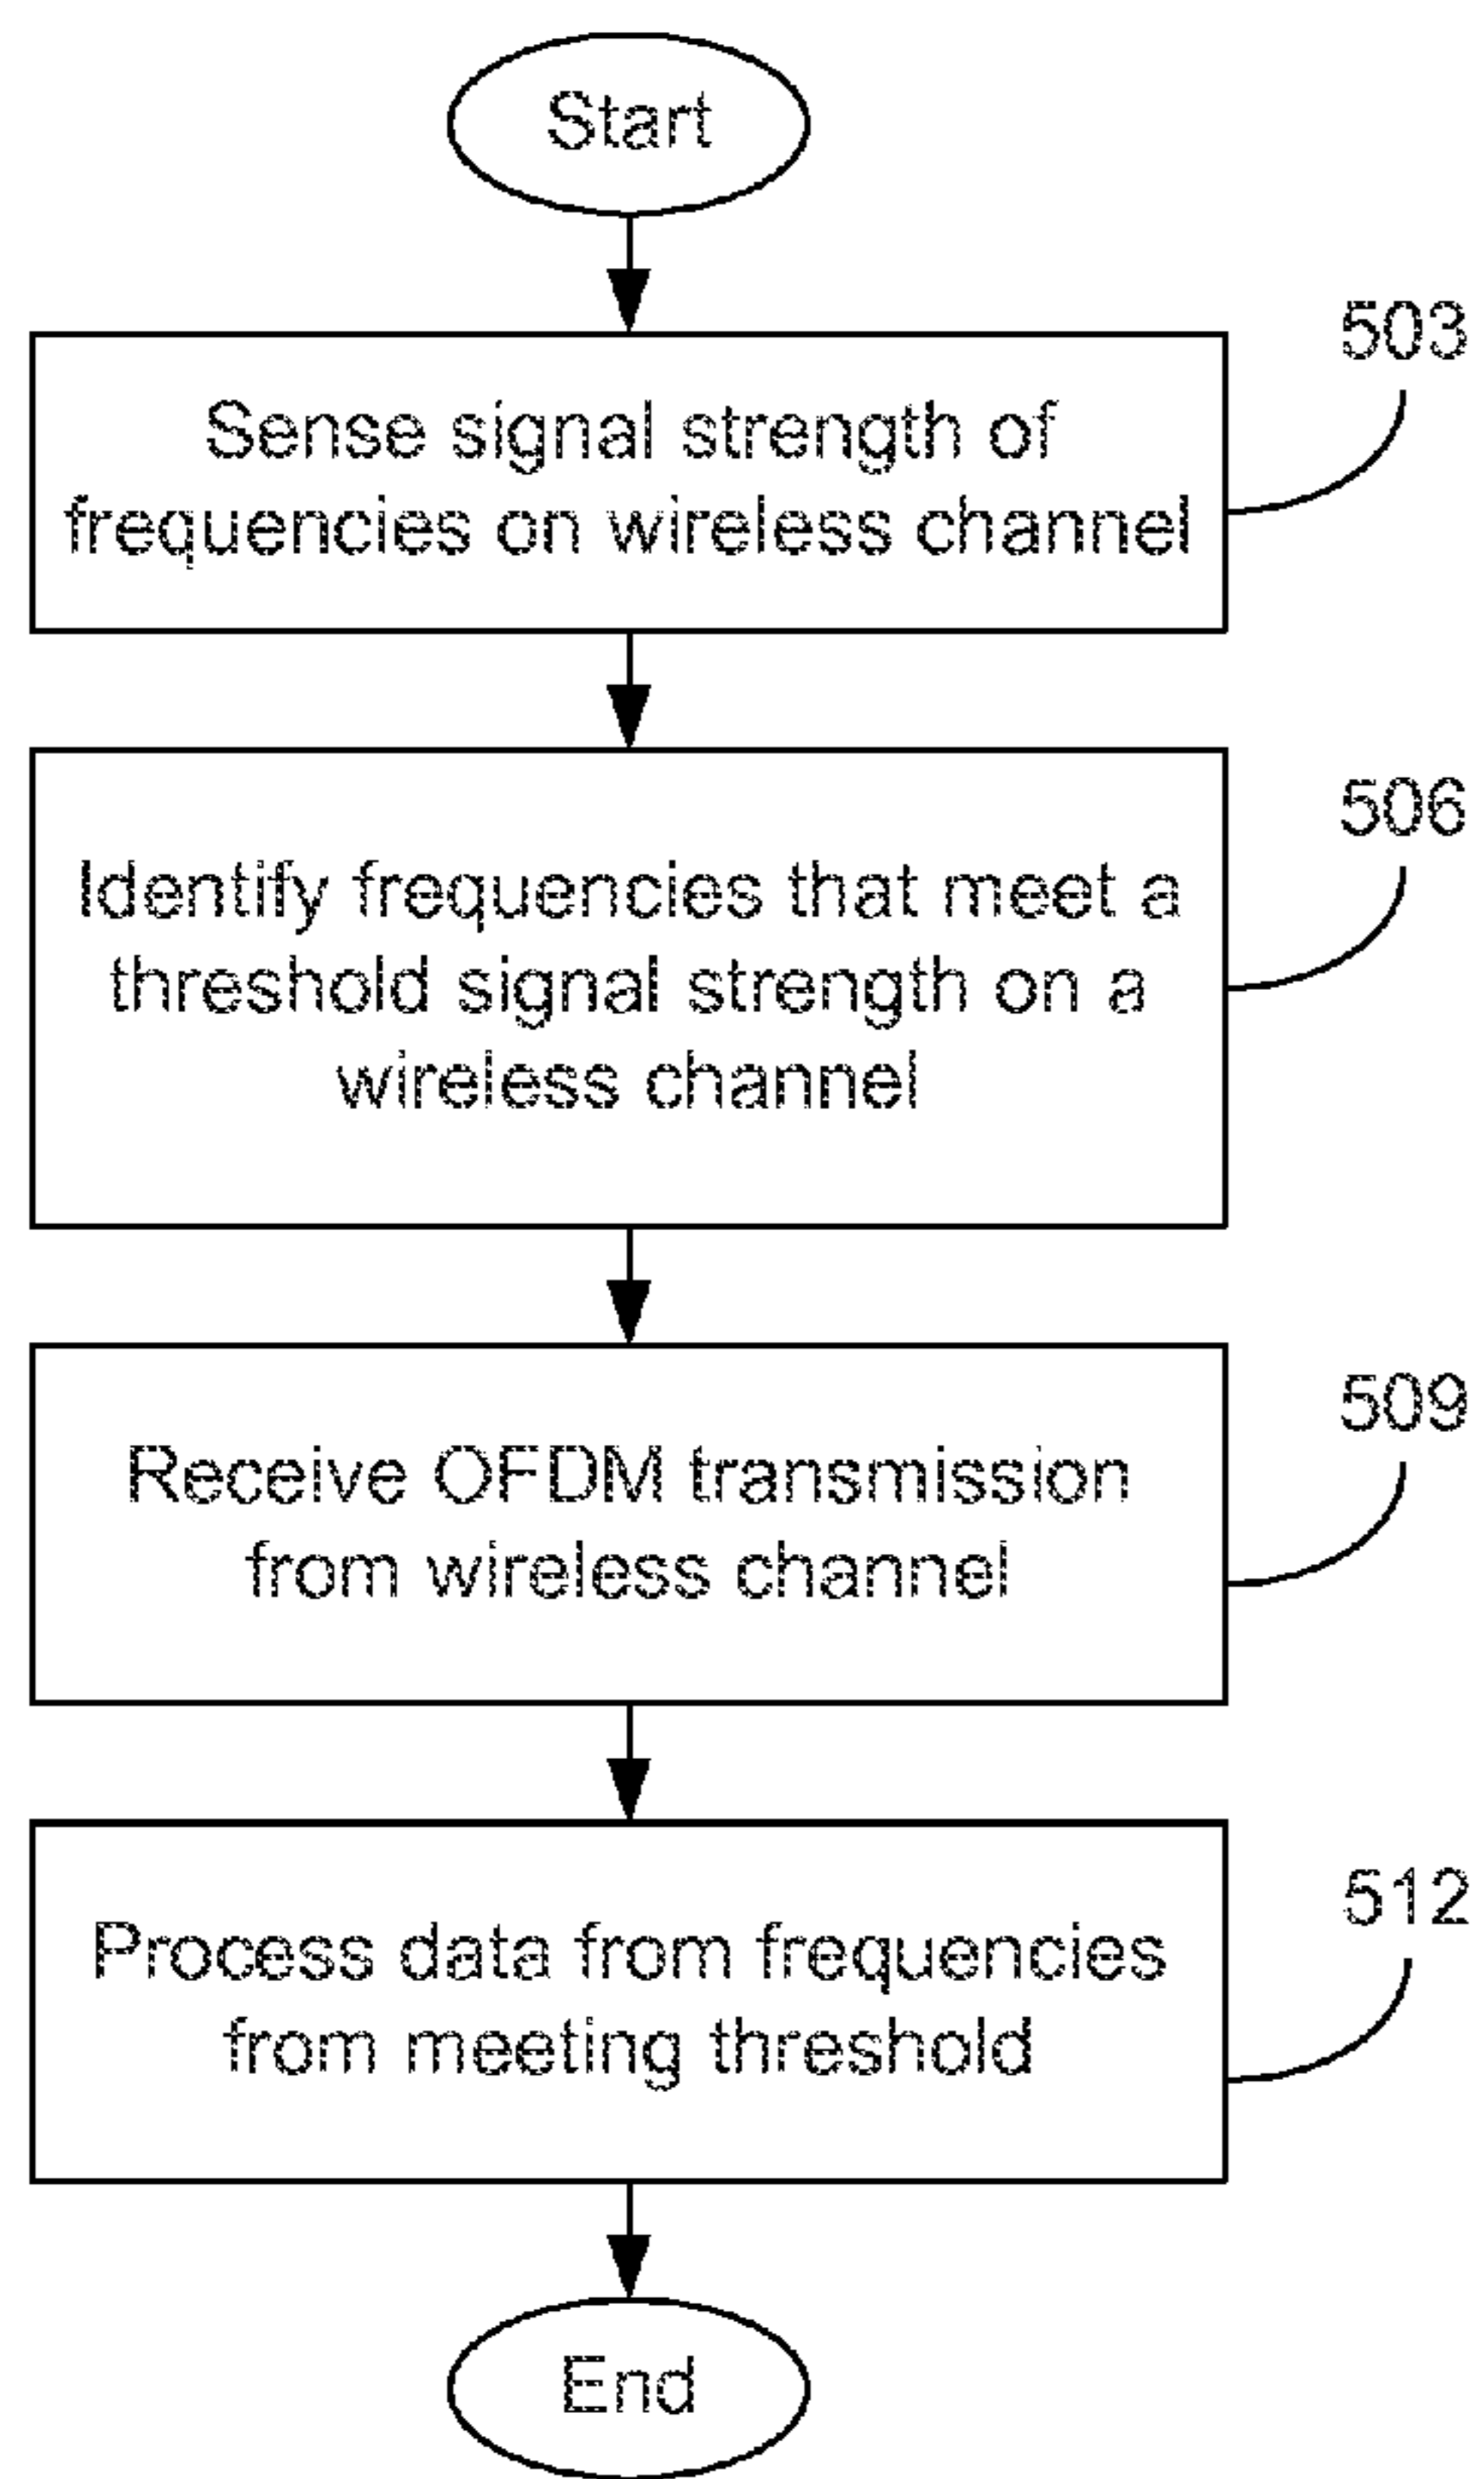 Start
503
Sense signal strength of
frequencies on wireless channel
506
Identify frequencies that meet a
threshold signal strength on a
wireless channel
509
Receive OFDM transmission
from wireless channel
512
Process data from frequencies
from meeting threshold
End